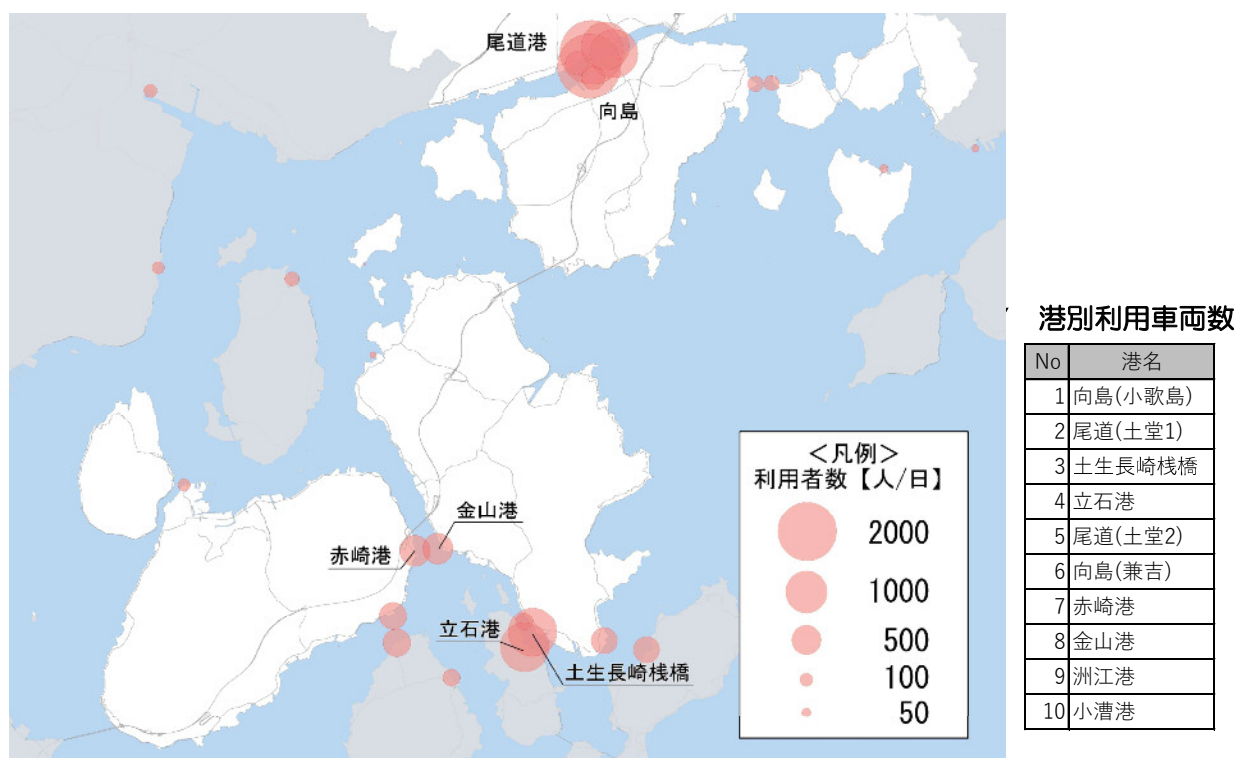 尾道港
向島
金山港
赤崎港
立石港
土生長崎桟橋
<凡例>
利用者数【人/日】
2000
1000
500
100
50
港別利用車両数
No 港名
1 向島(小歌島)
2 尾道(土堂1)
3 土生長崎桟橋
4 立石港
5 尾道(土堂2)
6 向島(兼吉)
7 赤崎港
8 金山港
9 洲江港
10 小漕港